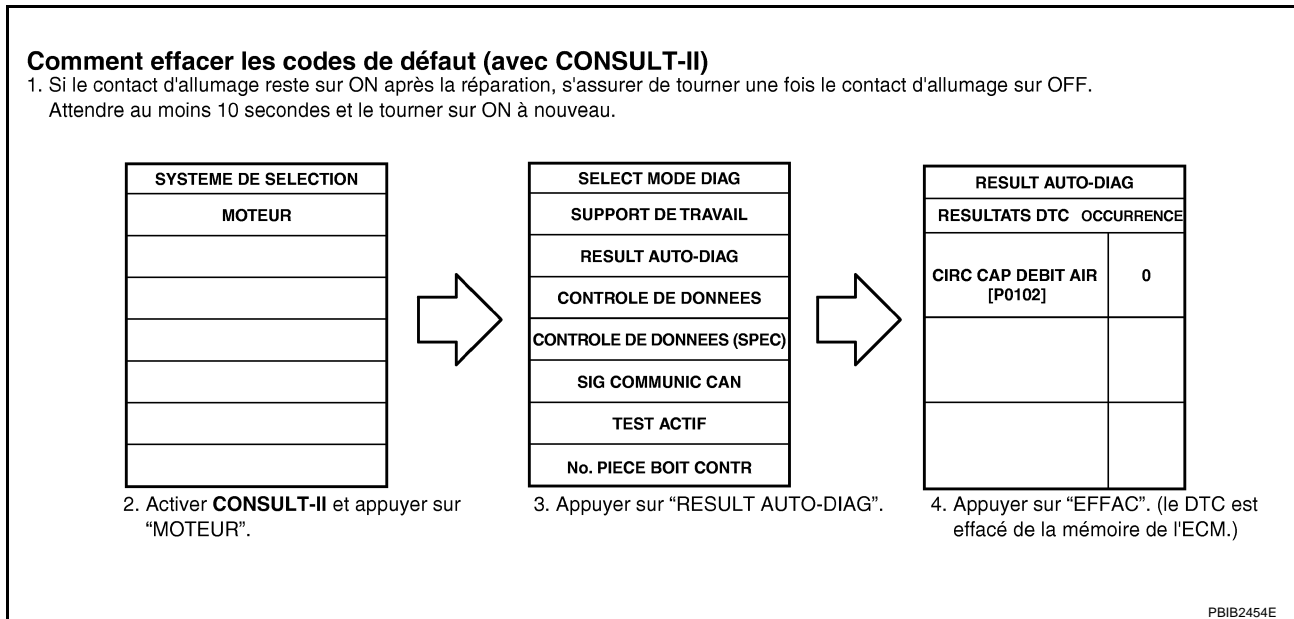 Comment effacer les codes de défaut (avec CONSULT-II)
1. Si le contact d'allumage reste sur ON après la réparation, s'assurer de tourner une fois le contact d'allumage sur OFF.
Attendre au moins 10 secondes et le tourner sur ON à nouveau.
SYSTEME DE SELECTION
MOTEUR
2. Activer CONSULT-II et appuyer sur
“MOTEUR”.
SELECT MODE DIAG
SUPPORT DE TRAVAIL
RESULT AUTO-DIAG
CONTROLE DE DONNEES
CONTROLE DE DONNEES (SPEC)
SIG COMMUNIC CAN
TEST ACTIF
No. PIECE BOIT CONTR
3. Appuyer sur “RESULT AUTO-DIAG”.
RESULT AUTO-DIAG
RESULTATS DTC OCCURRENCE
CIRC CAP DEBIT AIR 0
[P0102]
4. Appuyer sur “EFFAC”. (le DTC est
effacé de la mémoire de l'ECM.)
PBIB2454E